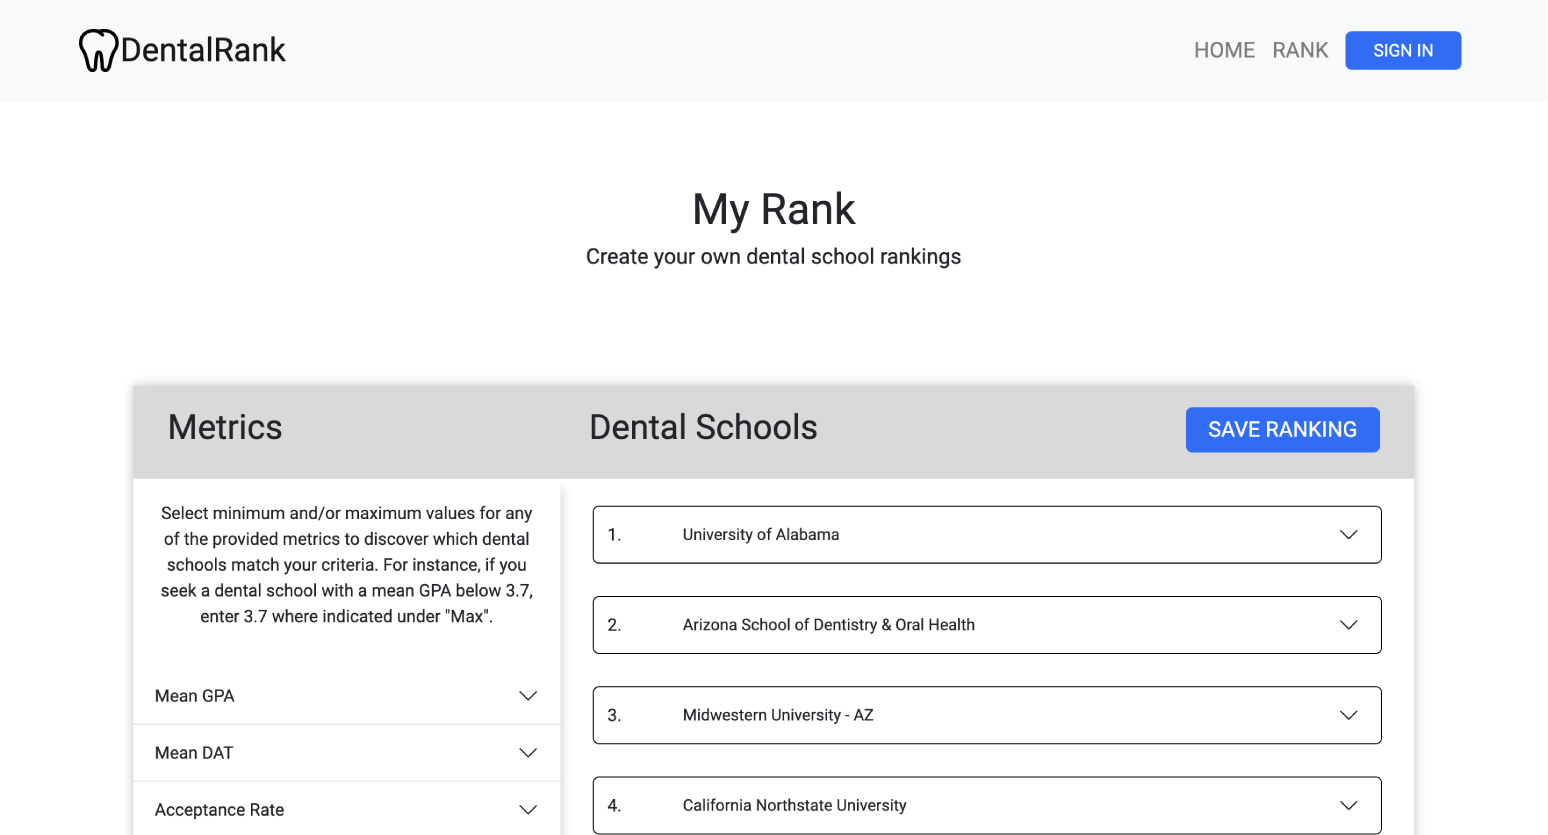 DentalRank
HOME RANK SIGN IN
My Rank
Create your own dental school rankings
Metrics
Dental Schools
SAVE RANKING
Select minimum and/or maximum values for any
of the provided metrics to discover which dental
schools match your criteria. For instance, if you
seek a dental school with a mean GPA below 3.7,
enter 3.7 where indicated under "Max".
Mean GPA
Mean DAT
Acceptance Rate
1. University of Alabama
2. Arizona School of Dentistry & Oral Health
3. Midwestern University - AZ
4. California Northstate University